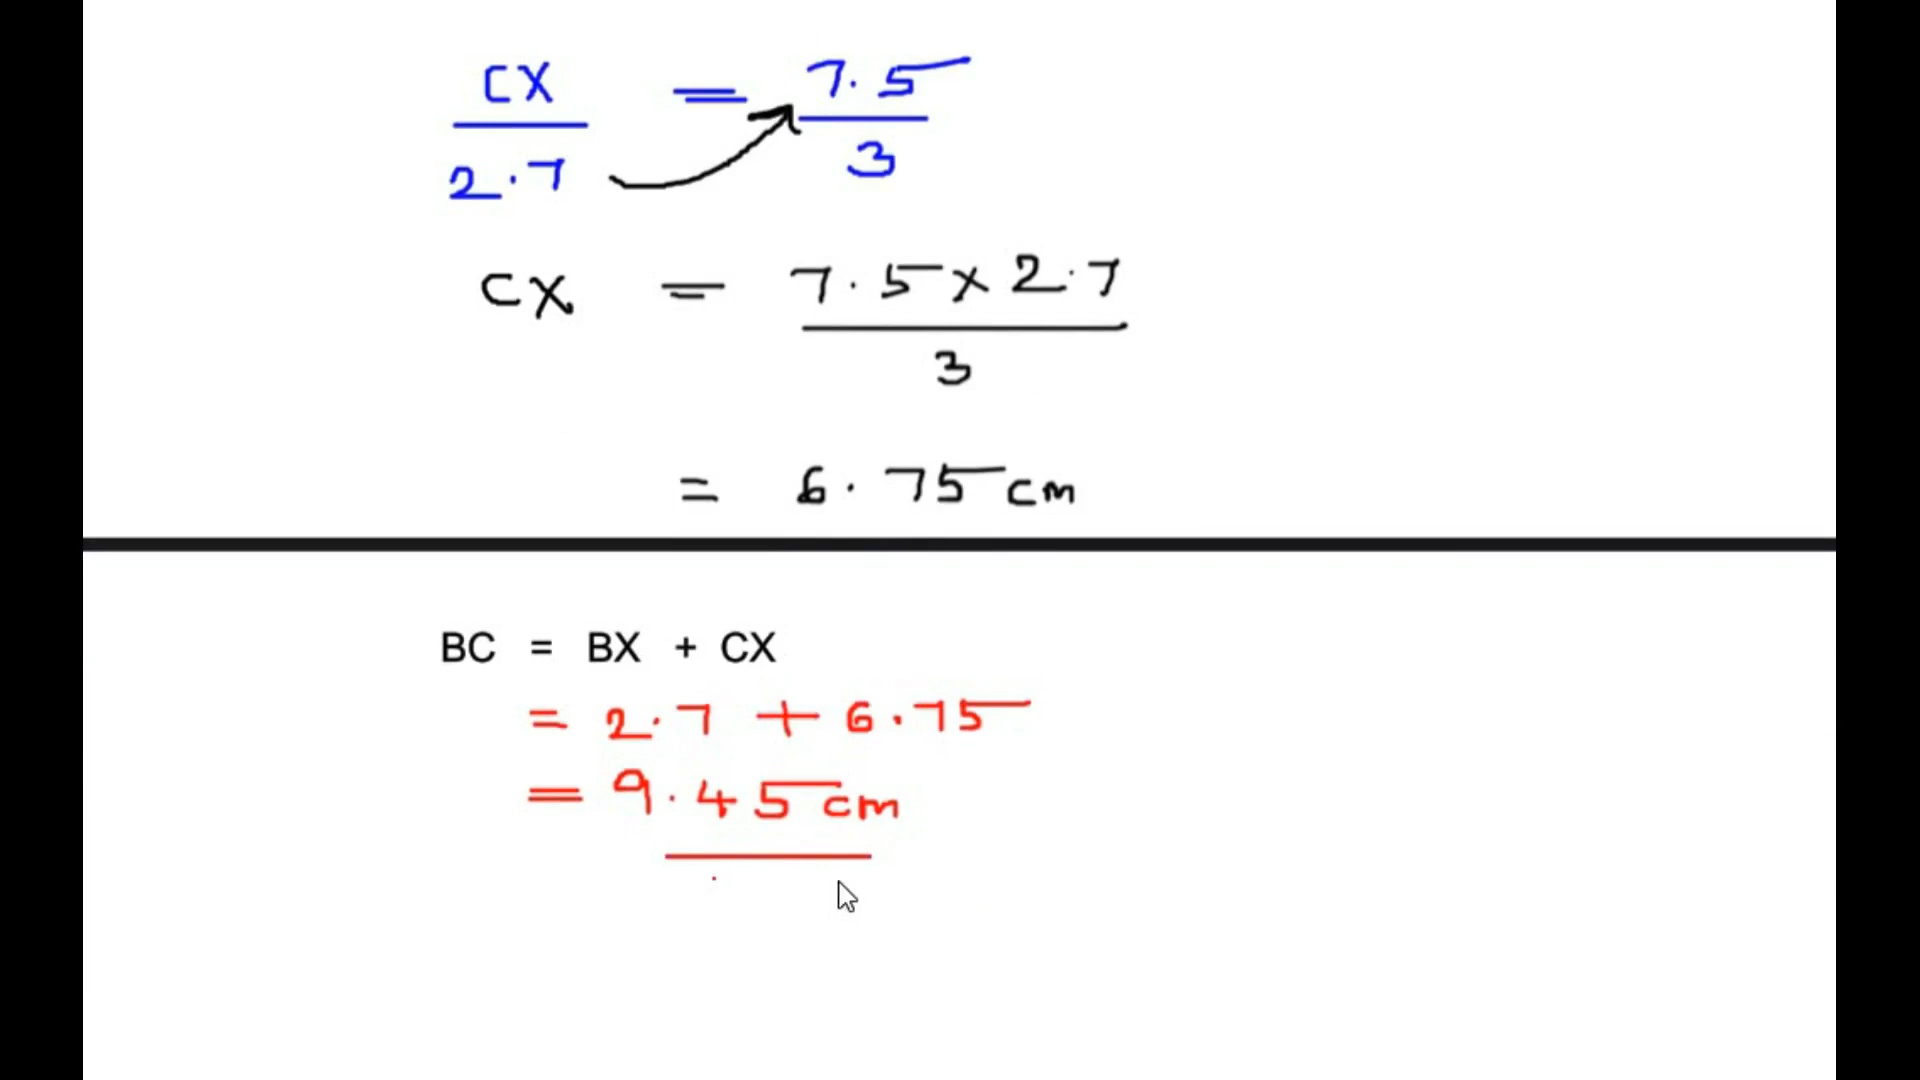 CX/2.7 = 7.5/3
CX = 7.5 x 2.7/3
= 6.75 cm
BC = BX + CX
= 2.7 + 6.75
= 9.45 cm